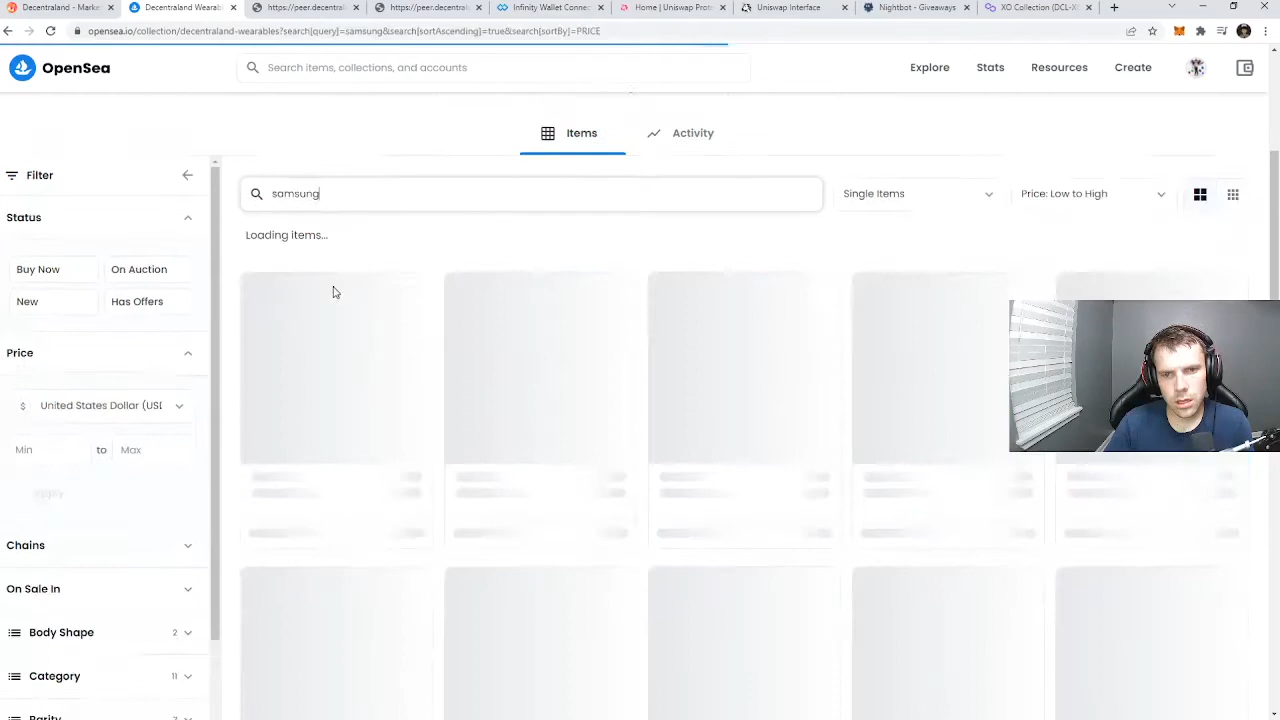 Decentraland - Market
Decentraland Wearab
https://peer.decentral
https://peer.decentral
Infinity Wallet Connec
Home | Uniswap Protoc
Uniswap Interface
Nightbot - Giveaways
XO Collection (DCL-X
opensea.io/collection/decentraland-wearables?search[query]=samsung&search[sortAscending]=true&search[sortBy]=PRICE
OpenSea
Search items, collections, and accounts
Explore
Stats
Resources
Create
Items
Activity
Filter
samsung
Single Items
Price: Low to High
Status
Loading items...
Buy Now
On Auction
New
Has Offers
Price
$ United States Dollar (USD
Min to Max
Apply
Chains
On Sale In
Body Shape 2
Category 11
Rarity 7